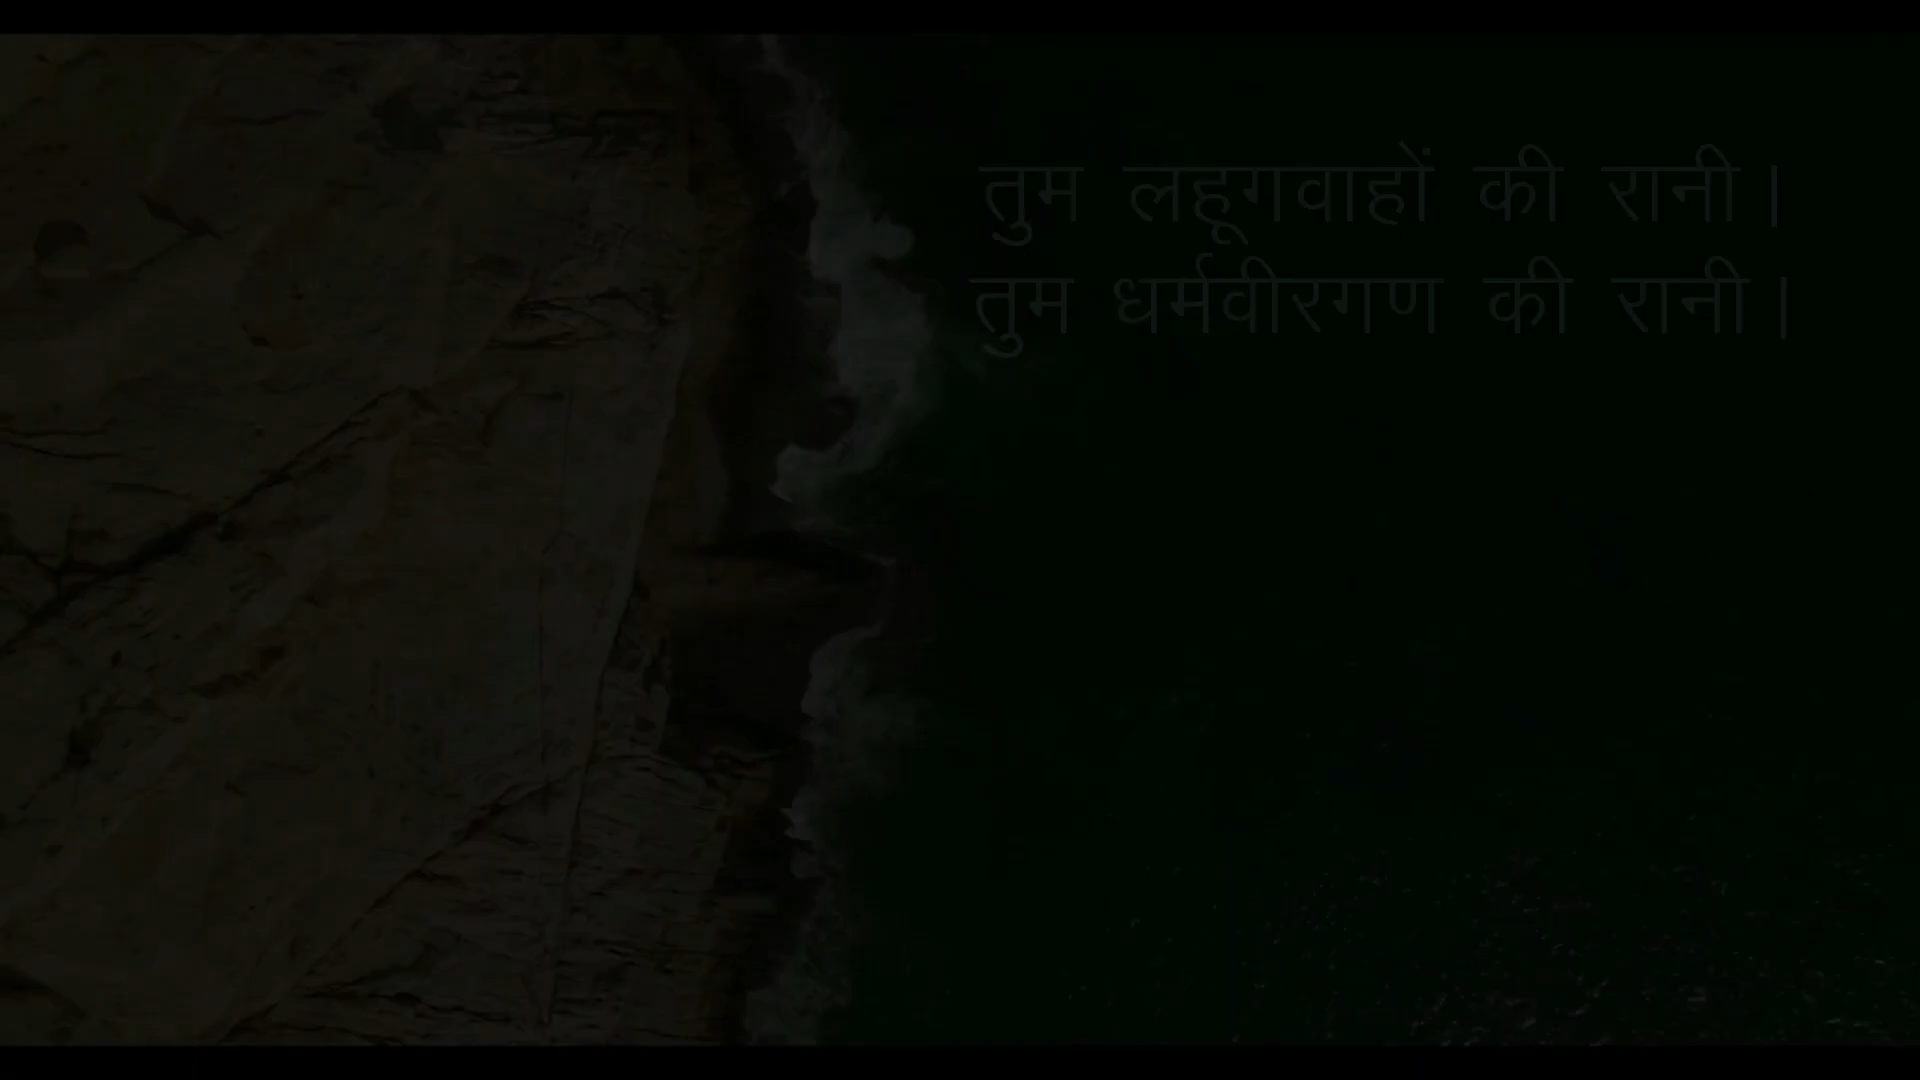 तुम लहूगवाहों की रानी।
तुम धर्मवीरगण की रानी।